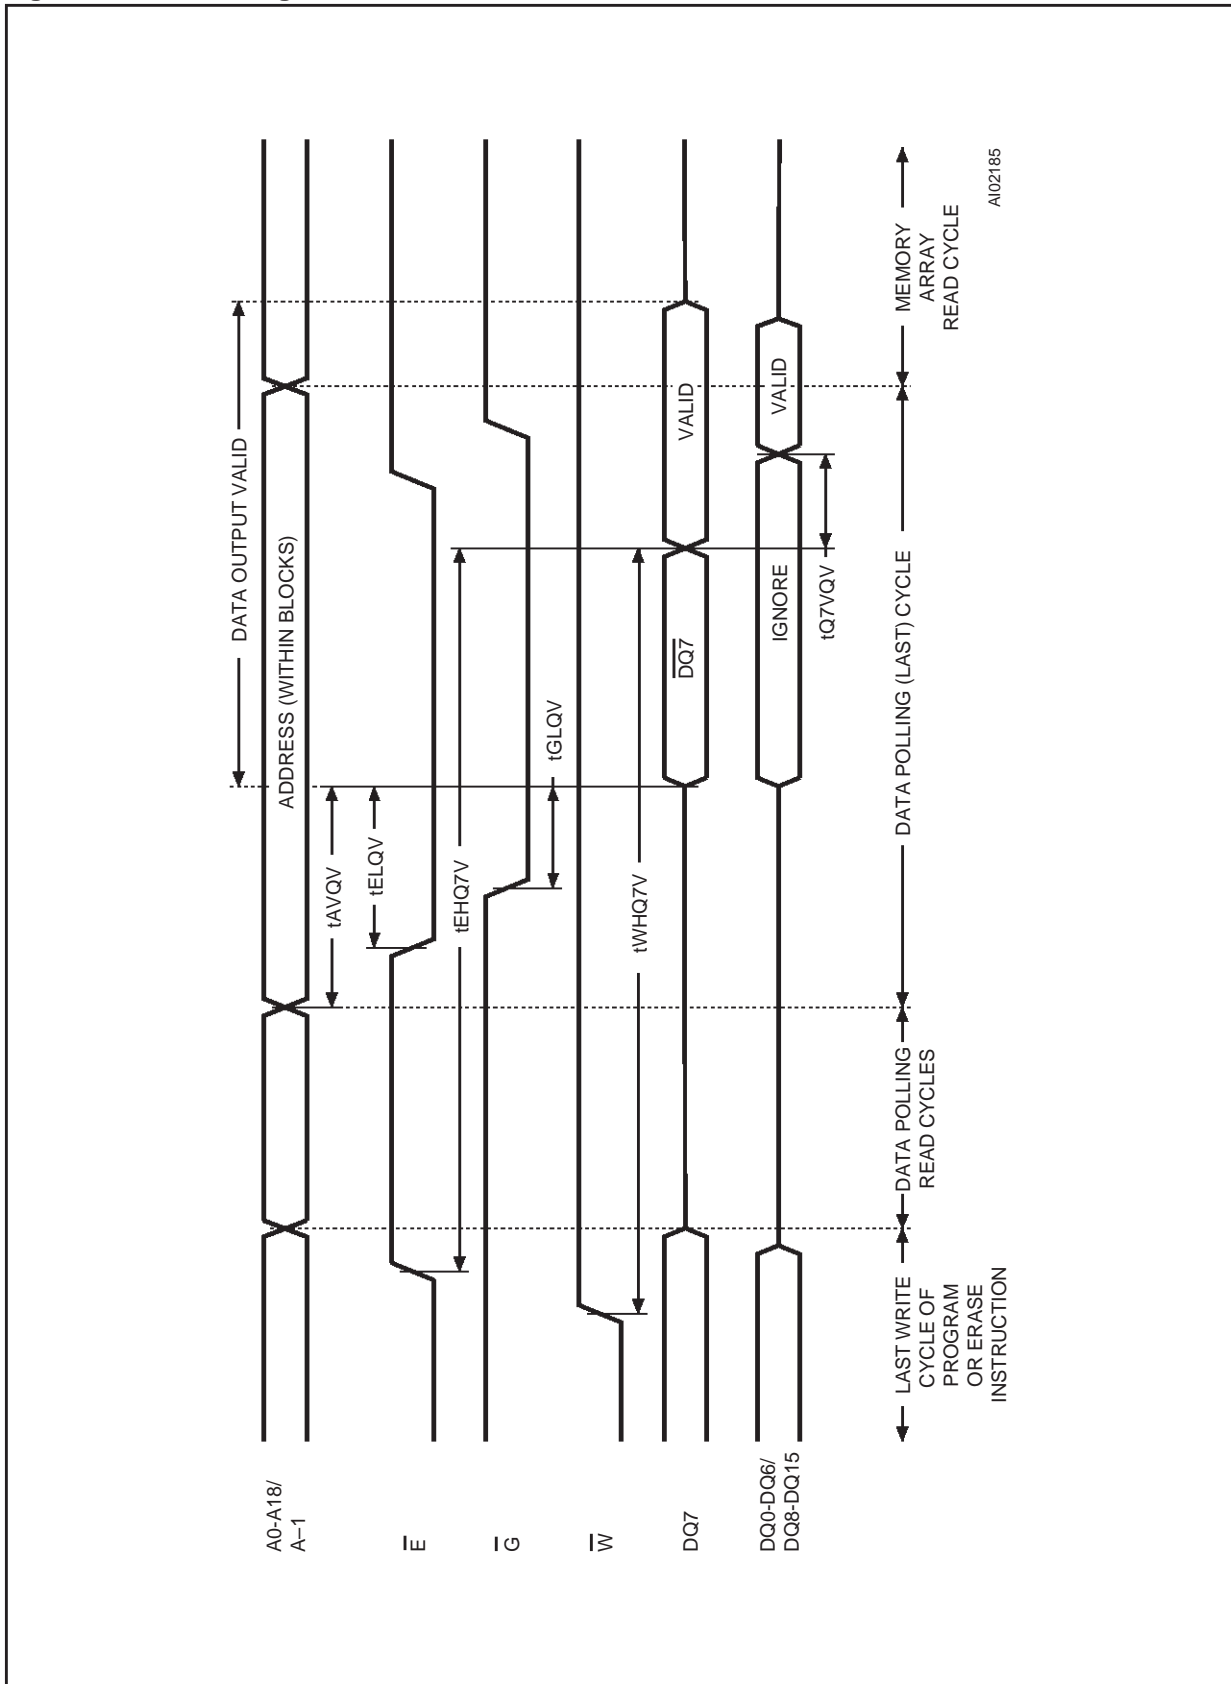 A0-A18/
A–1
E
G
W
DQ7
DQ0-DQ6/
DQ8-DQ15
DATA OUTPUT VALID
ADDRESS (WITHIN BLOCKS)
tAVQV
tELQV
tEHQ7V
tGLQV
tWHQ7V
DQ7
VALID
IGNORE
VALID
tQ7VQV
LAST WRITE
CYCLE OF
PROGRAM
OR ERASE
INSTRUCTION
DATA POLLING
READ CYCLES
DATA POLLING (LAST) CYCLE
MEMORY
ARRAY
READ CYCLE
AI02185